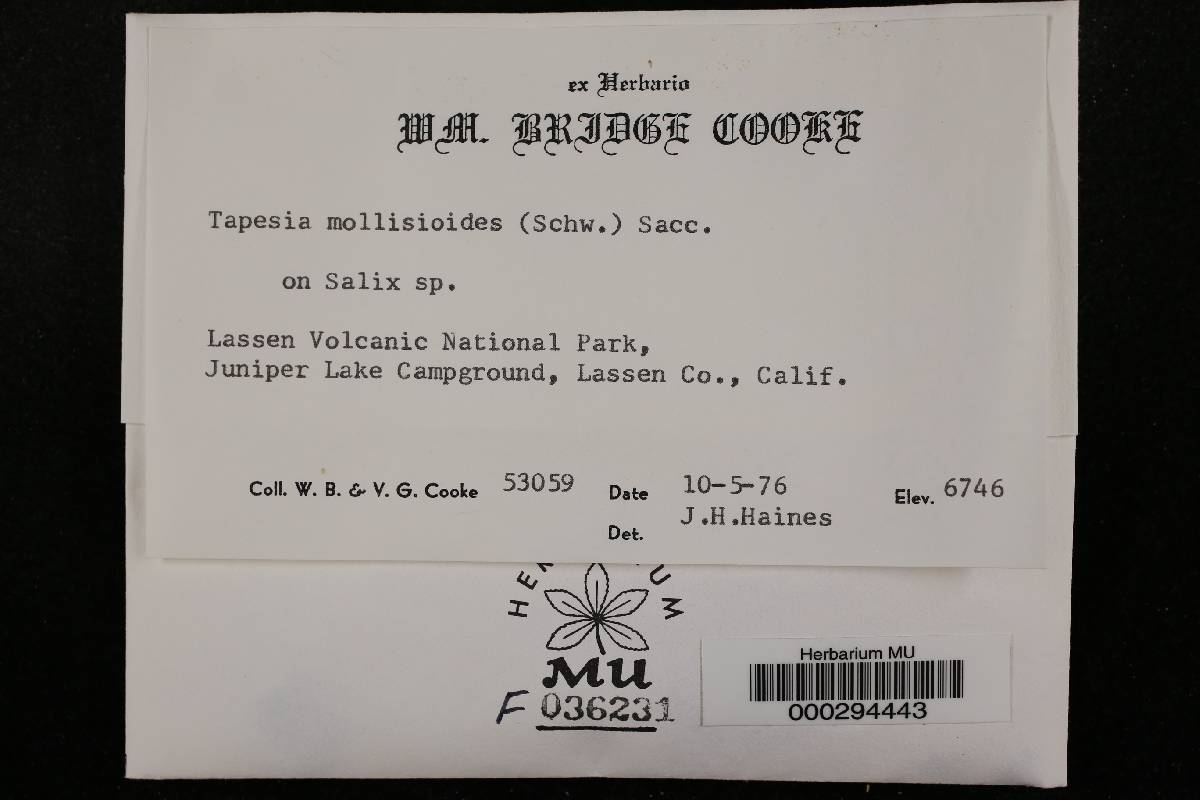 ex Herbario
WM. BRIDGE COOKE
Tapesia mollisioides (Schw.) Sacc.
on Salix sp.
Lassen Volcanic National Park,
Juniper Lake Campground, Lassen Co., Calif.
Coll. W. B. & V. G. Cooke 53059 Date 10-5-76 Elev. 6746
Det. J.H.Haines
MU
F 036231
Herbarium MU
000294443